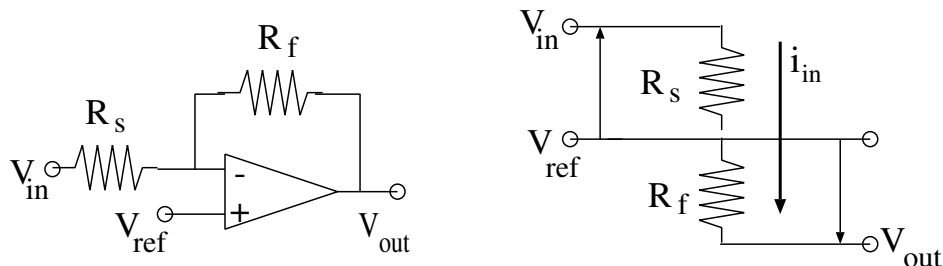 R f
R s
V in
-
+
V ref
V out
V in
R s
i in
V ref
R f
V out